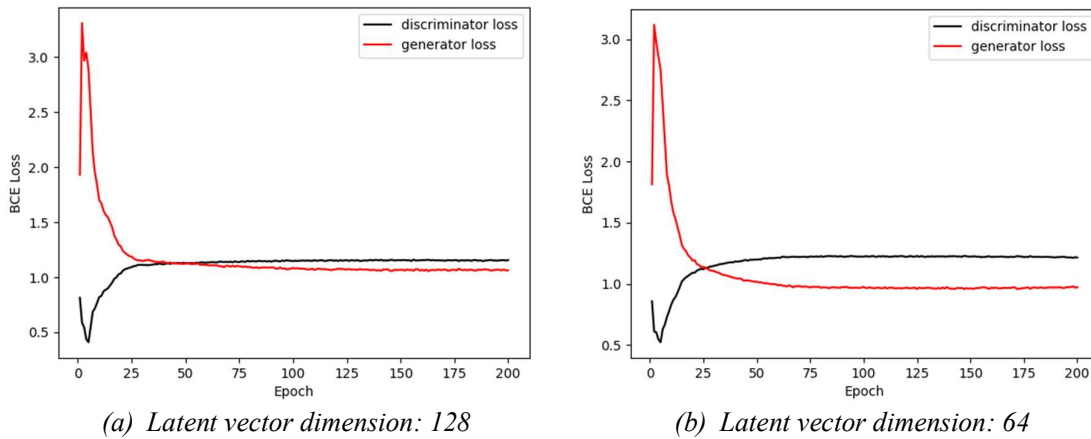 discriminator loss
generator loss
BCE Loss
3.0
2.5
2.0
1.5
1.0
0.5
0 25 50 75 100 125 150 175 200
Epoch
(a) Latent vector dimension: 128
discriminator loss
generator loss
BCE Loss
3.0
2.5
2.0
1.5
1.0
0.5
0 25 50 75 100 125 150 175 200
Epoch
(b) Latent vector dimension: 64